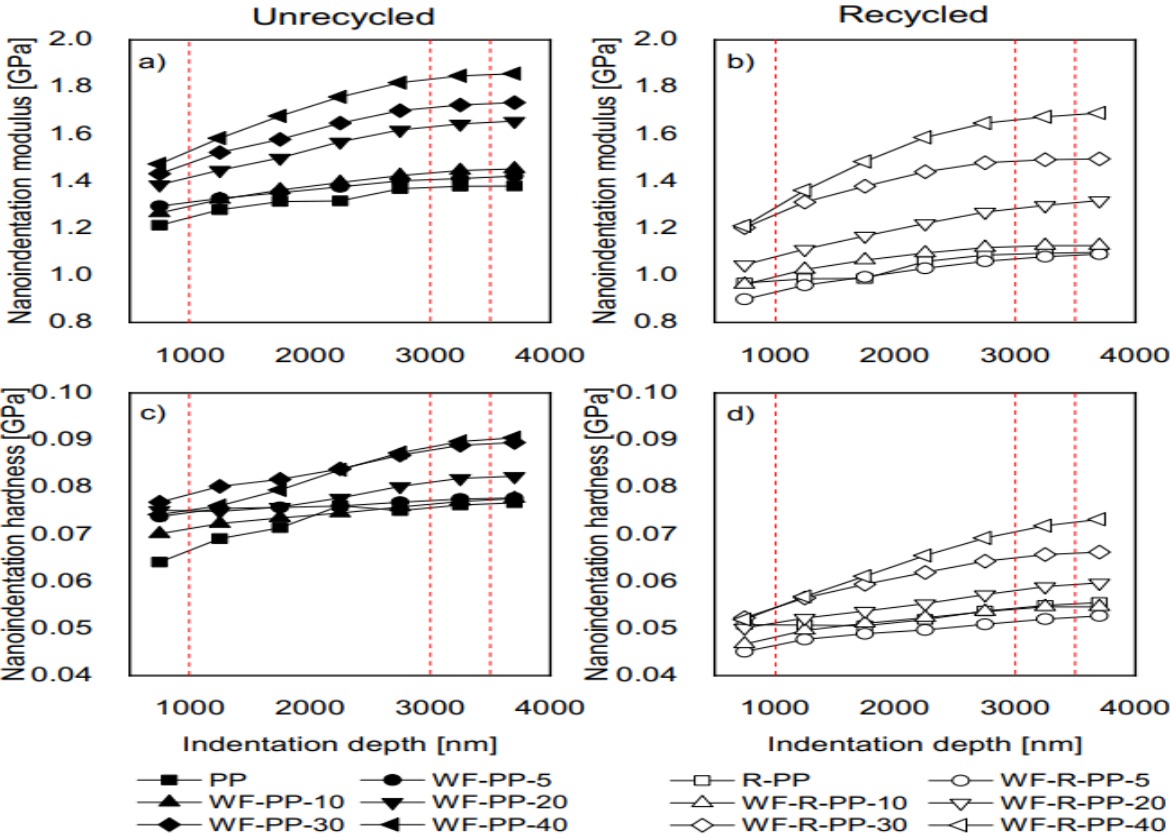 Unrecycled
Recycled
Nanoindentation modulus [GPa]
2.0
1.8
1.6
1.4
1.2
1.0
0.8
a)
1000 2000 3000 4000
Nanoindentation modulus [GPa]
2.0
1.8
1.6
1.4
1.2
1.0
0.8
b)
1000 2000 3000 4000
Nanoindentation hardness [GPa]
0.10
0.09
0.08
0.07
0.06
0.05
0.04
c)
1000 2000 3000 4000
Indentation depth [nm]
Nanoindentation hardness [GPa]
0.10
0.09
0.08
0.07
0.06
0.05
0.04
d)
1000 2000 3000 4000
Indentation depth [nm]
PP WF-PP-5
WF-PP-10 WF-PP-20
WF-PP-30 WF-PP-40
R-PP WF-R-PP-5
WF-R-PP-10 WF-R-PP-20
WF-R-PP-30 WF-R-PP-40